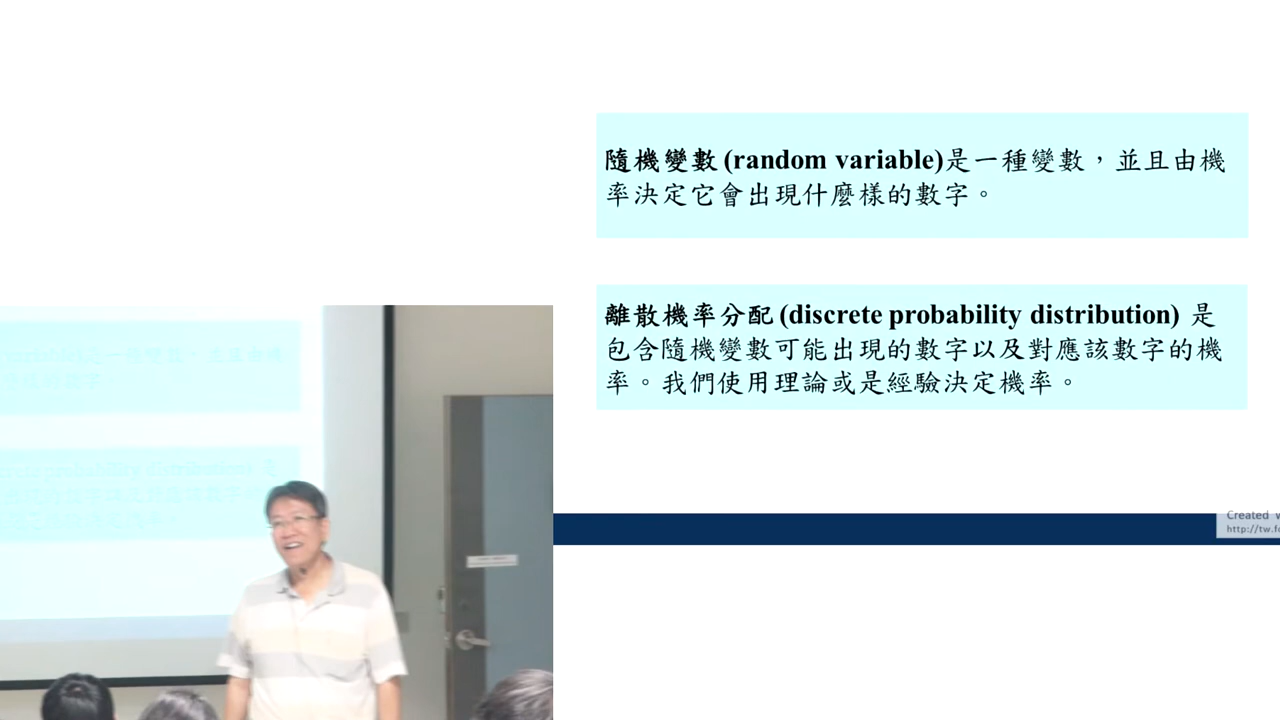 隨機變數 (random variable)是一種變數，並且由機
率決定它會出現什麼樣的數字。
離散機率分配 (discrete probability distribution) 是
包含隨機變數可能出現的數字以及對應該數字的機
率。我們使用理論或是經驗決定機率。
Created
http://tw.fo